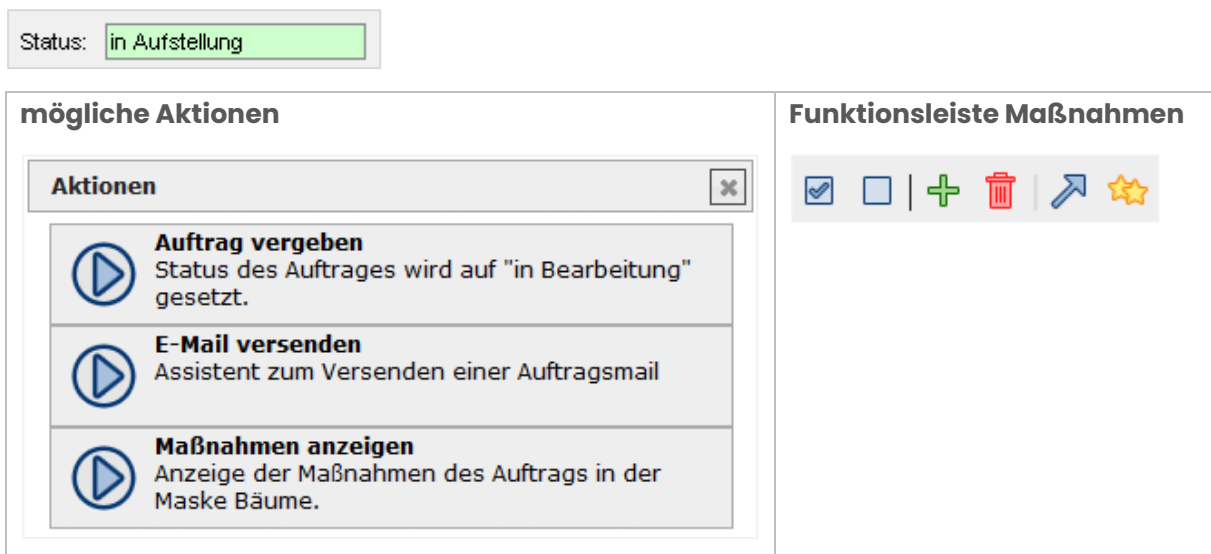 Status: in Aufstellung
mögliche Aktionen
Funktionsleiste Maßnahmen
Aktionen
Auftrag vergeben
Status des Auftrages wird auf "in Bearbeitung"
gesetzt.
E-Mail versenden
Assistent zum Versenden einer Auftragsmail
Maßnahmen anzeigen
Anzeige der Maßnahmen des Auftrags in der
Maske Bäume.